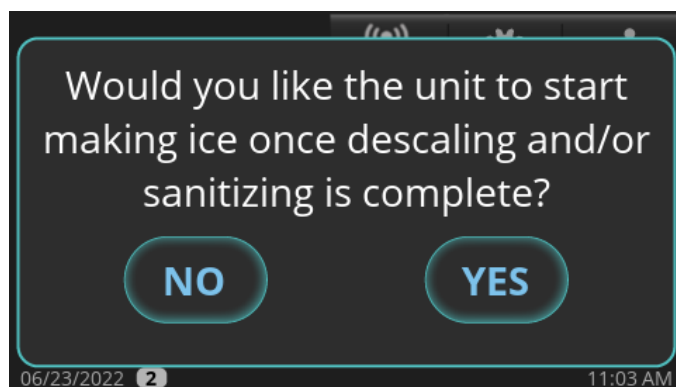 Would you like the unit to start
making ice once descaling and/or
sanitizing is complete?
NO YES
06/23/2022 2 11:03 AM